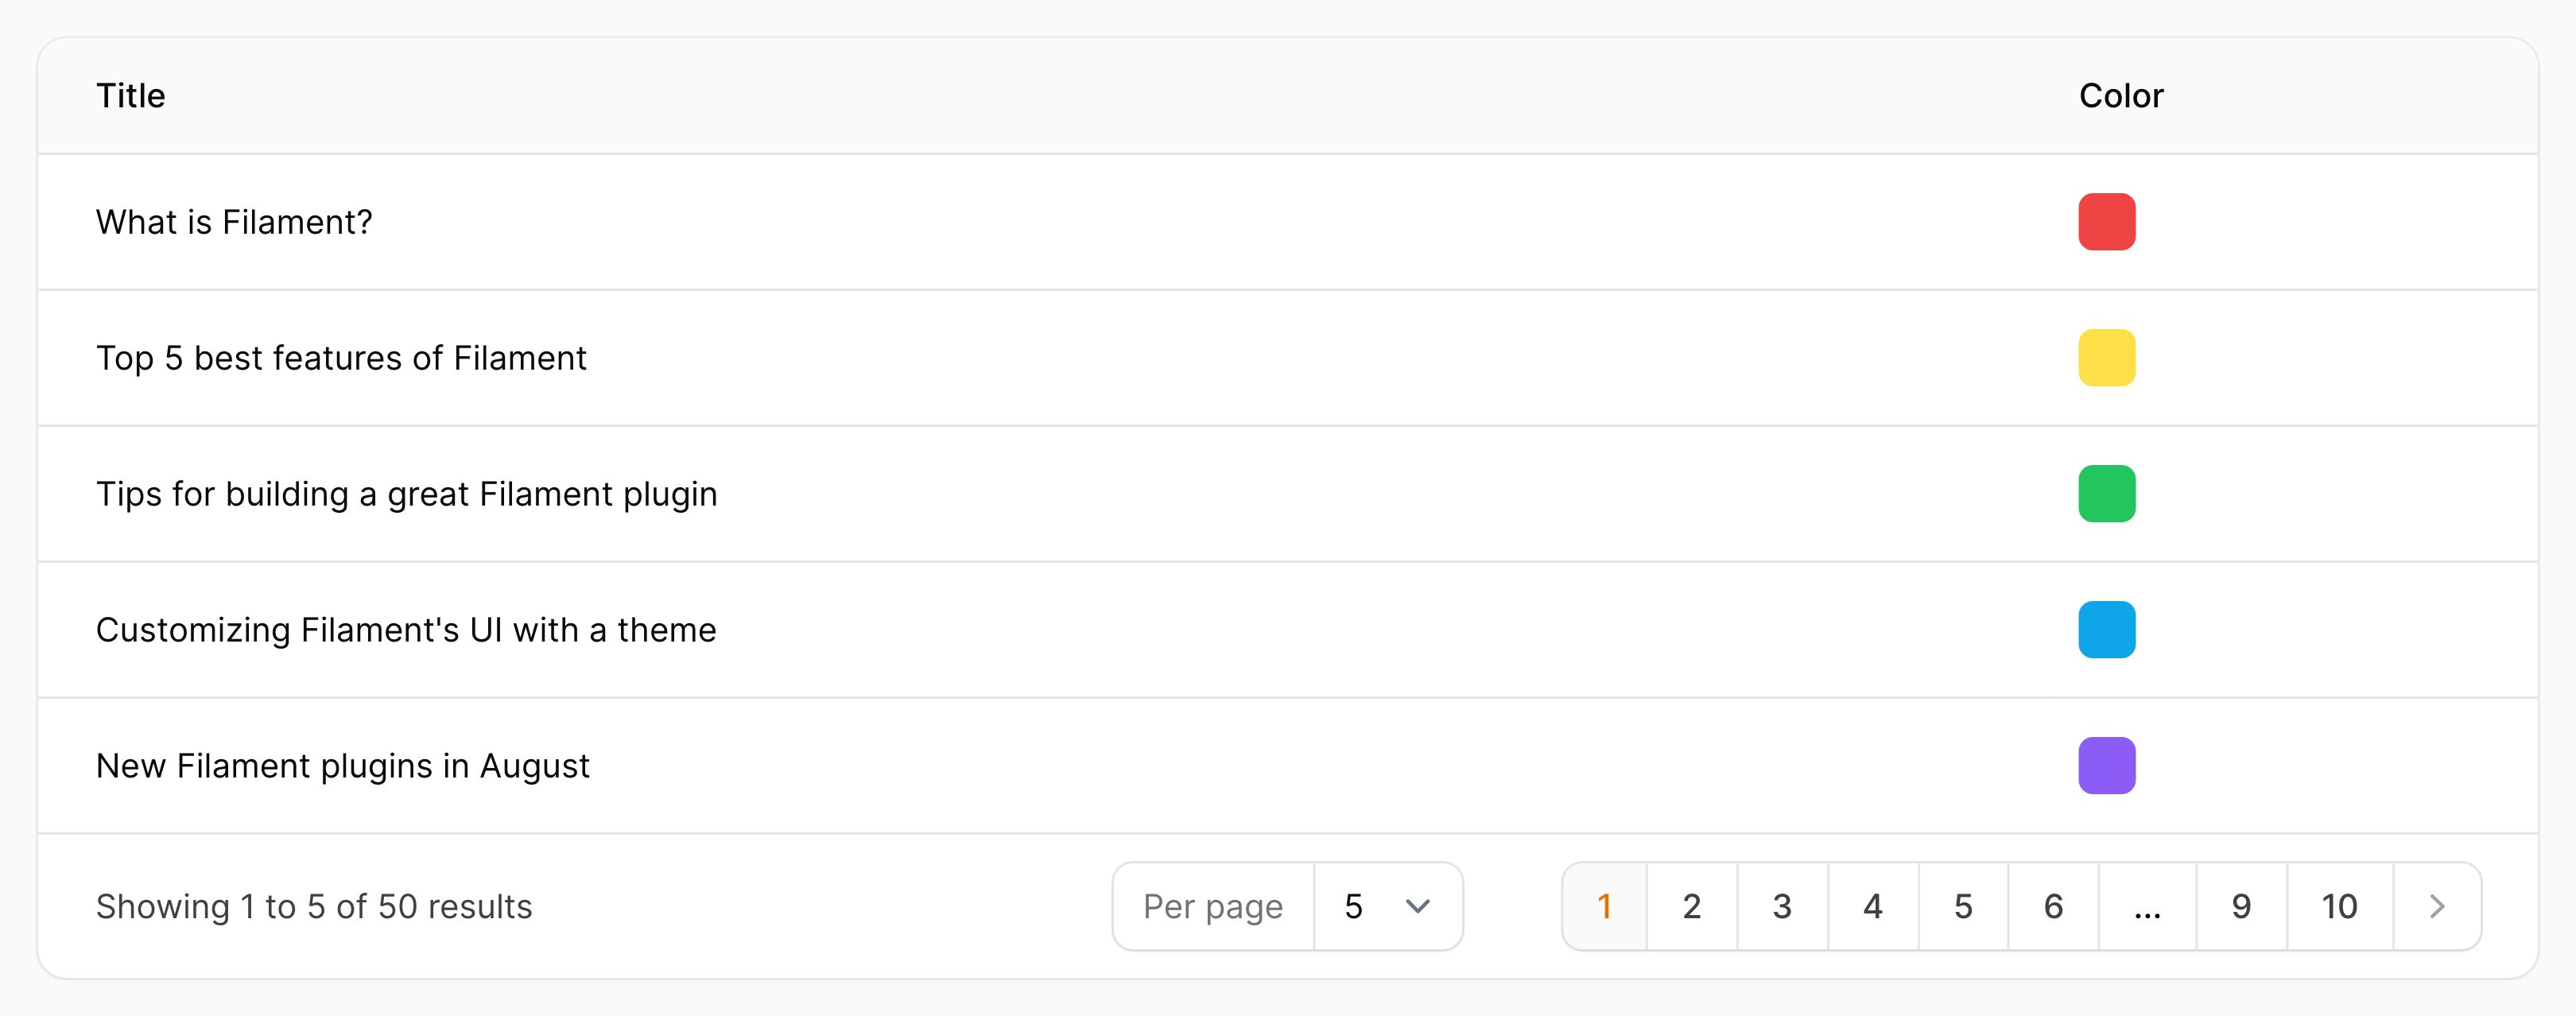 Title Color
What is Filament?
Top 5 best features of Filament
Tips for building a great Filament plugin
Customizing Filament's UI with a theme
New Filament plugins in August
Showing 1 to 5 of 50 results Per page 5 1 2 3 4 5 6 ... 9 10